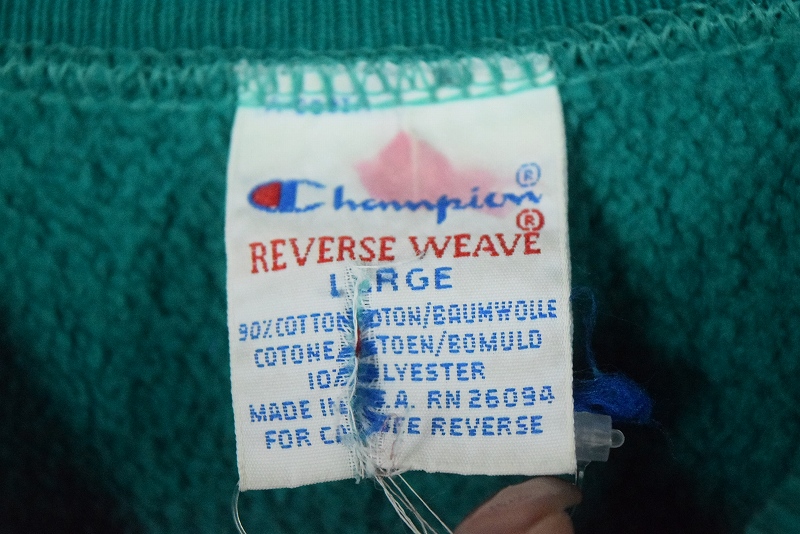 Champion®
REVERSE WEAVE®
L RGE
90% COTTON OTON/BAUMWOLLE
COTONE/ TOEN/BOMULD
10% LYESTER
MADE IN A. RN 26094
FOR CA E REVERSE